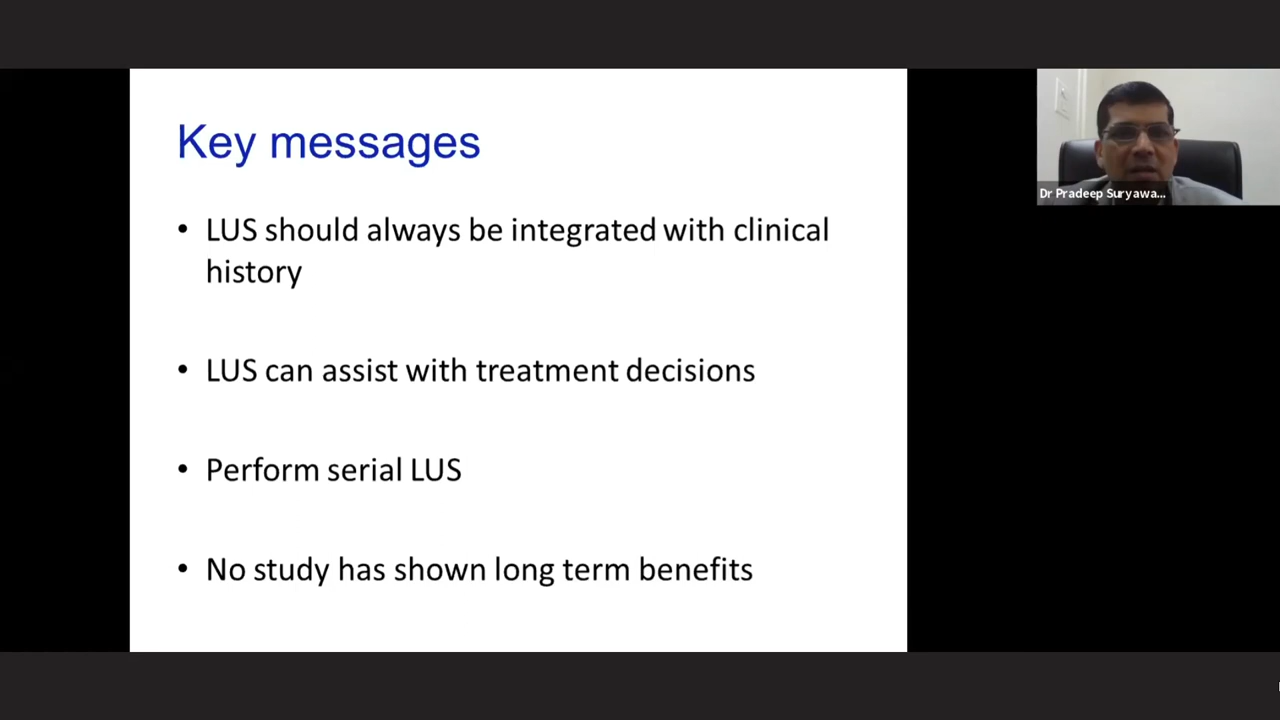 Key messages
• LUS should always be integrated with clinical
history
• LUS can assist with treatment decisions
• Perform serial LUS
• No study has shown long term benefits
Dr Pradeep Suryawa...